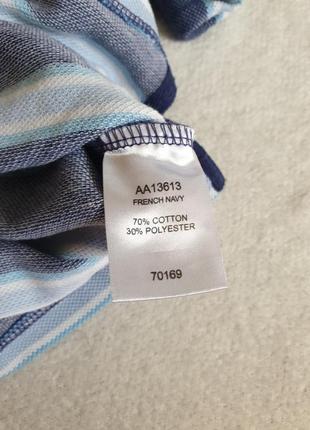 AA13613
FRENCH NAVY
70% COTTON
30% POLYESTER
70169